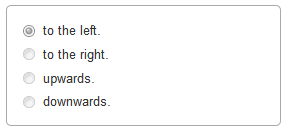 to the left.
to the right.
upwards.
downwards.